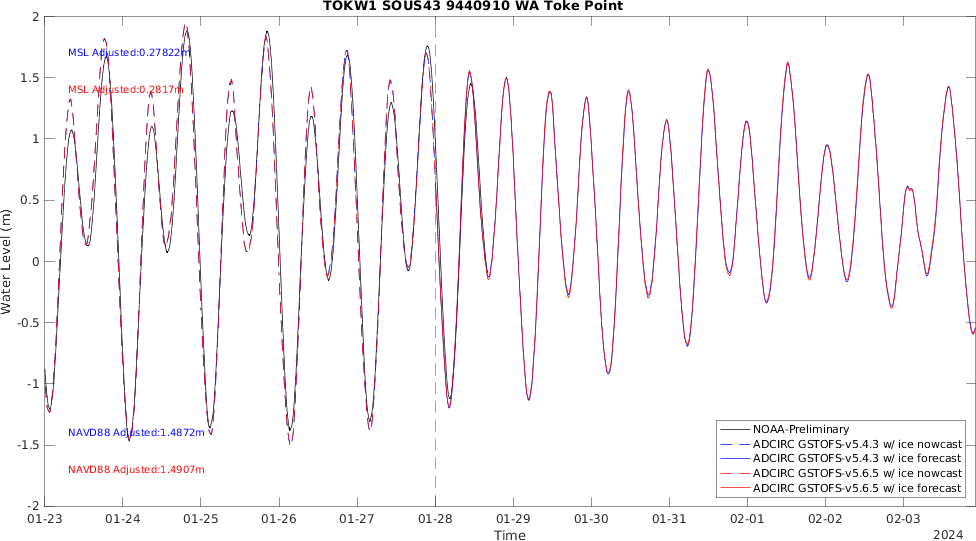 TOKW1 SOUS43 9440910 WA Toke Point
MSL Adjusted:0.27822m
MSL Adjusted:0.2817m
NAVD88 Adjusted:1.4872m
NAVD88 Adjusted:1.4907m
Water Level (m)
2
1.5
1
0.5
0
-0.5
-1
-1.5
-2
NOAA-Preliminary
ADCIRC GSTOFS-v5.4.3 w/ ice nowcast
ADCIRC GSTOFS-v5.4.3 w/ ice forecast
ADCIRC GSTOFS-v5.6.5 w/ ice nowcast
ADCIRC GSTOFS-v5.6.5 w/ ice forecast
01-23 01-24 01-25 01-26 01-27 01-28 01-29 01-30 01-31 02-01 02-02 02-03
Time
2024